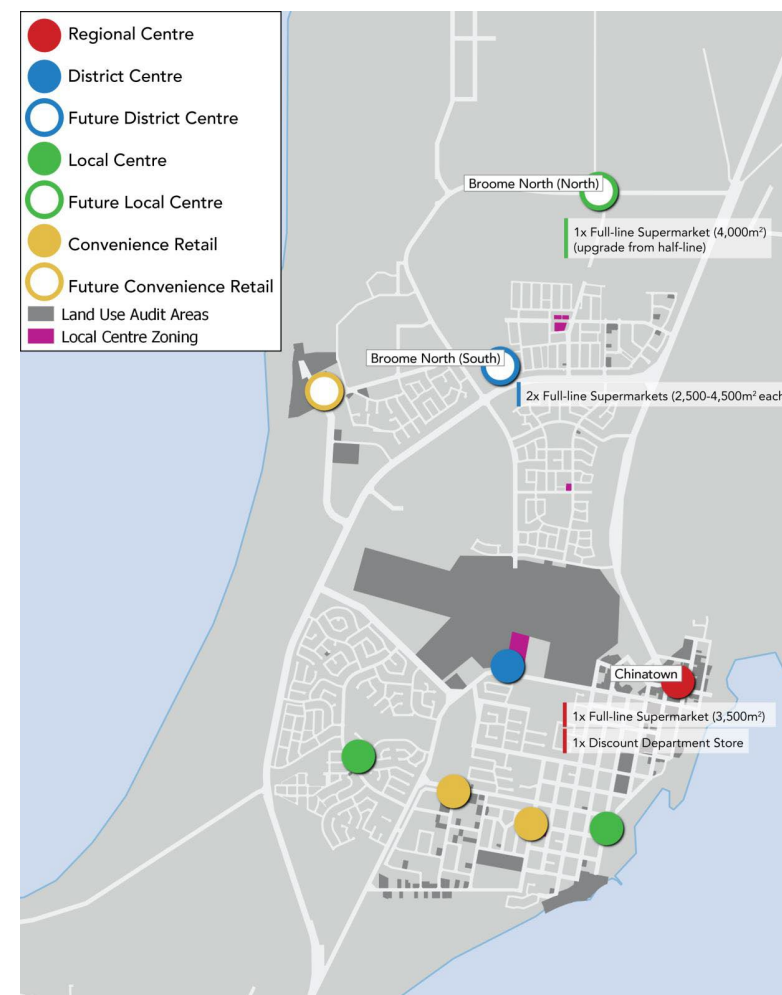 Regional Centre
District Centre
Future District Centre
Local Centre
Future Local Centre
Convenience Retail
Future Convenience Retail
Land Use Audit Areas
Local Centre Zoning
Broome North (North)
1x Full-line Supermarket (4,000m²)
(upgrade from half-line)
Broome North (South)
2x Full-line Supermarkets (2,500-4,500m² each
Chinatown
1x Full-line Supermarket (3,500m²)
1x Discount Department Store